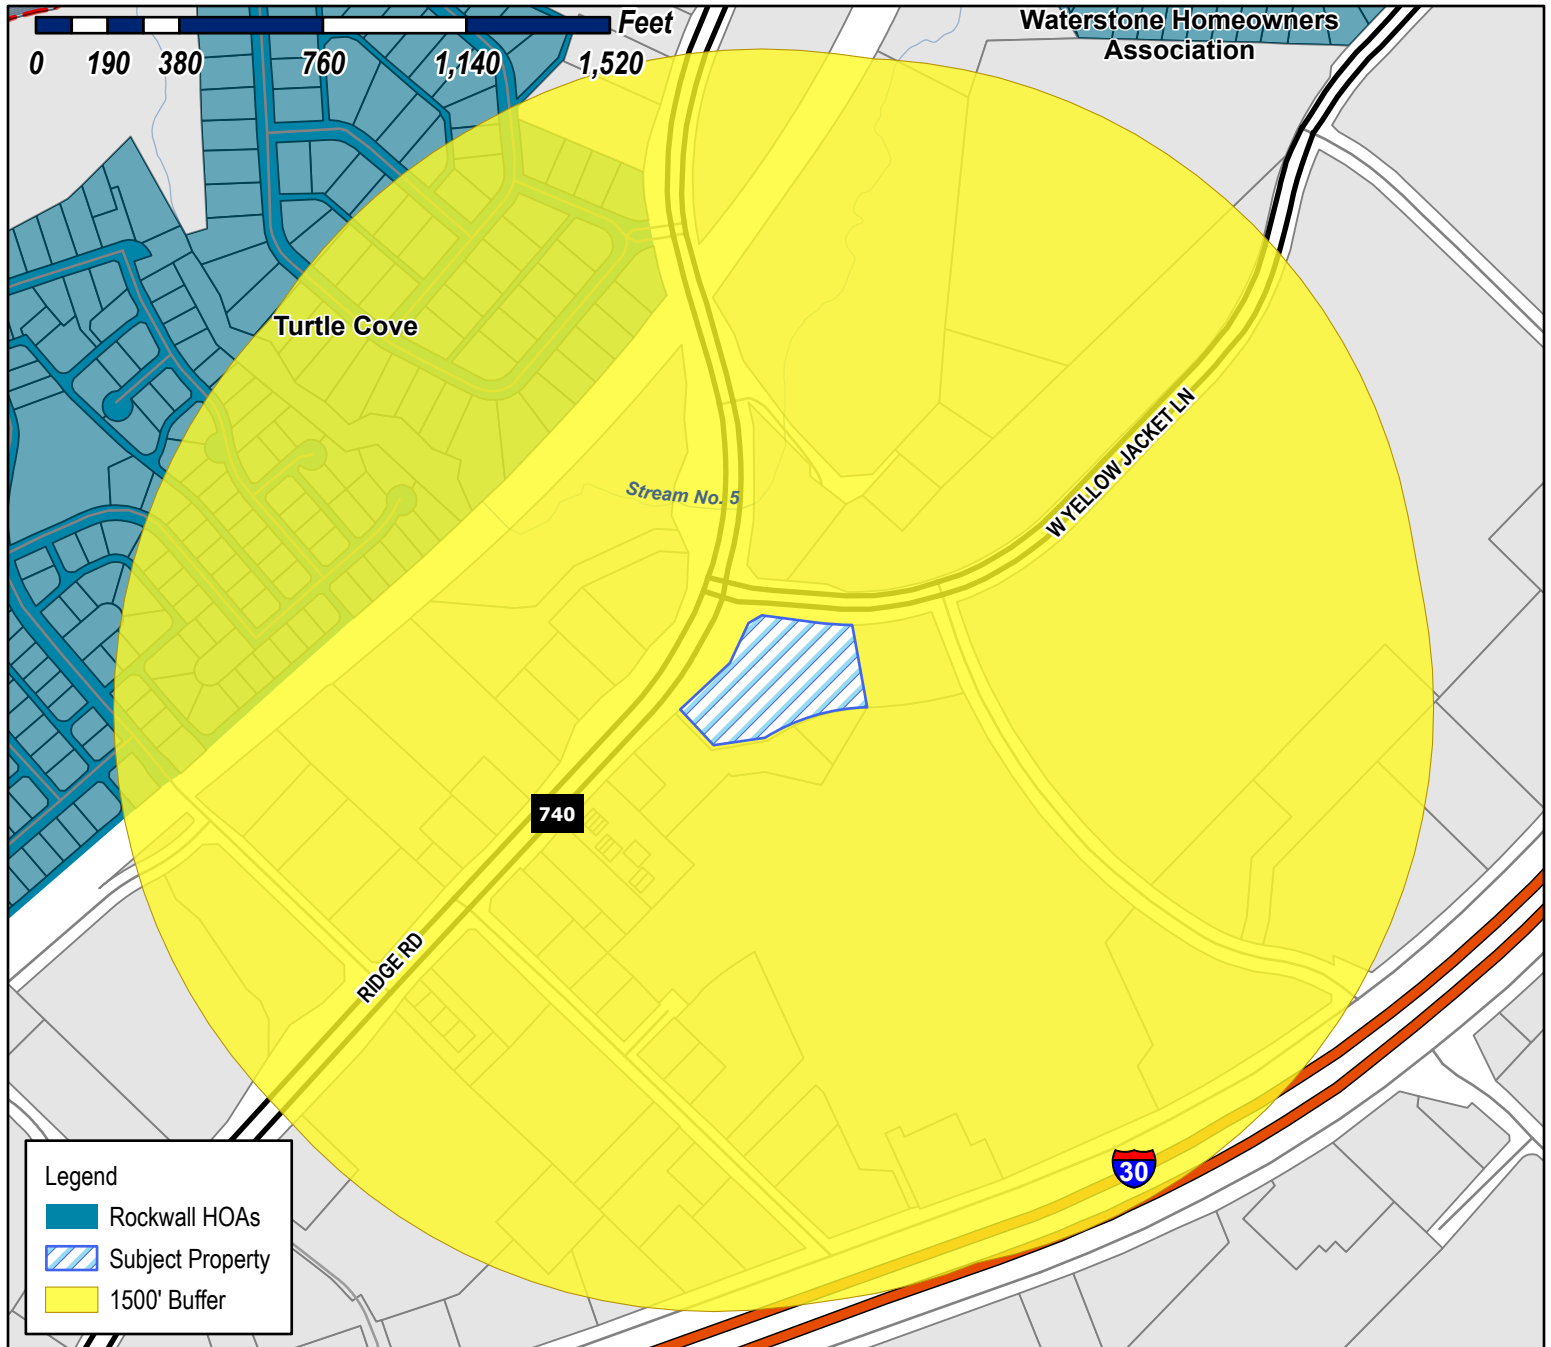 Feet
0 190 380 760 1,140 1,520
Waterstone Homeowners
Association
Turtle Cove
Stream No. 5
W YELLOW JACKET LN
740
RIDGE RD
30
Legend
Rockwall HOAs
Subject Property
1500' Buffer